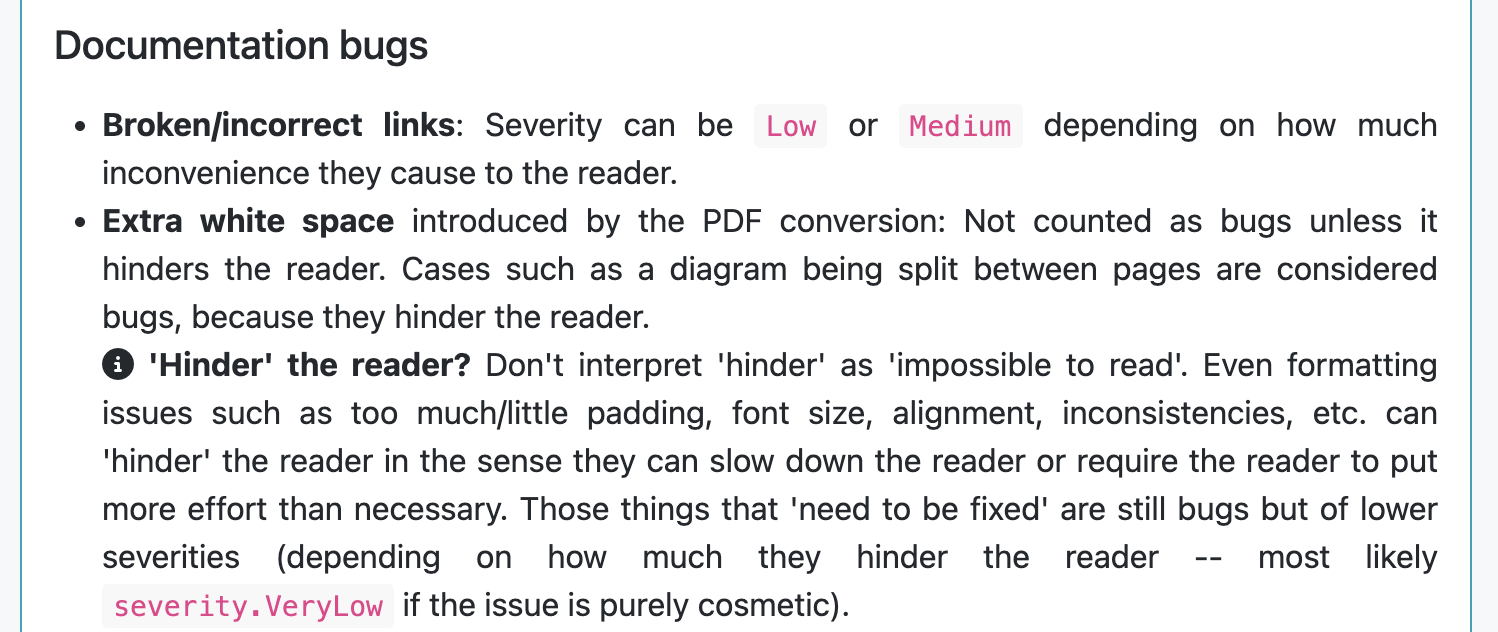 Documentation bugs
• Broken/incorrect links: Severity can be Low or Medium depending on how much
inconvenience they cause to the reader.
• Extra white space introduced by the PDF conversion: Not counted as bugs unless it
hinders the reader. Cases such as a diagram being split between pages are considered
bugs, because they hinder the reader.
'Hinder' the reader? Don't interpret 'hinder' as 'impossible to read'. Even formatting
issues such as too much/little padding, font size, alignment, inconsistencies, etc. can
'hinder' the reader in the sense they can slow down the reader or require the reader to put
more effort than necessary. Those things that 'need to be fixed' are still bugs but of lower
severities (depending on how much they hinder the reader -- most likely
severity.VeryLow if the issue is purely cosmetic).